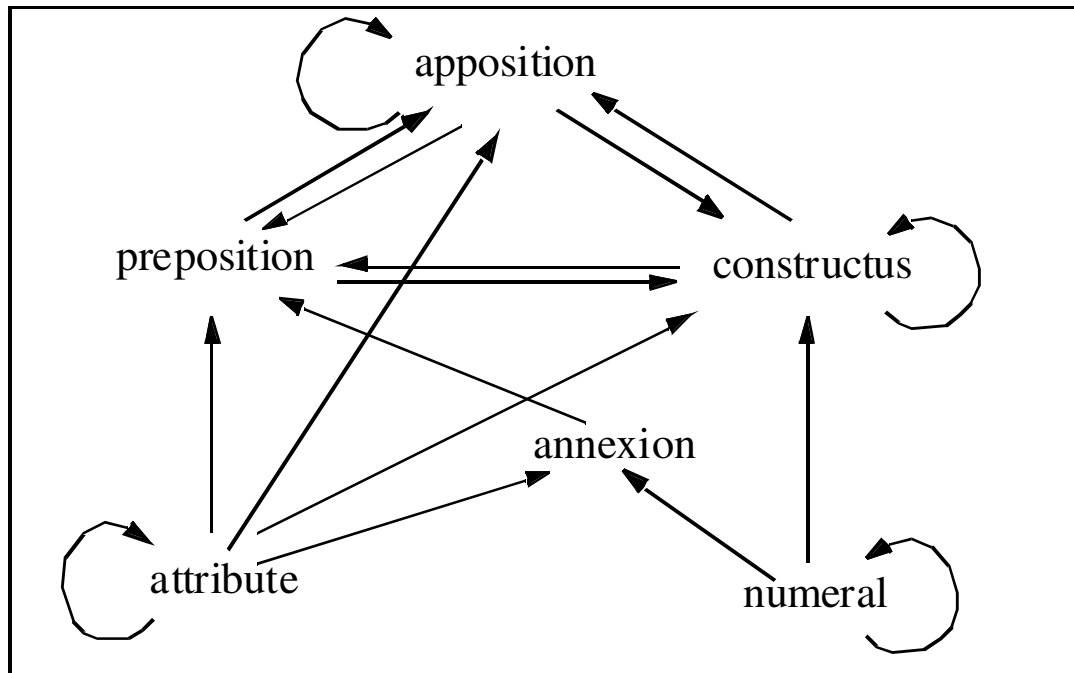 apposition
preposition
constructus
annexion
attribute
numeral